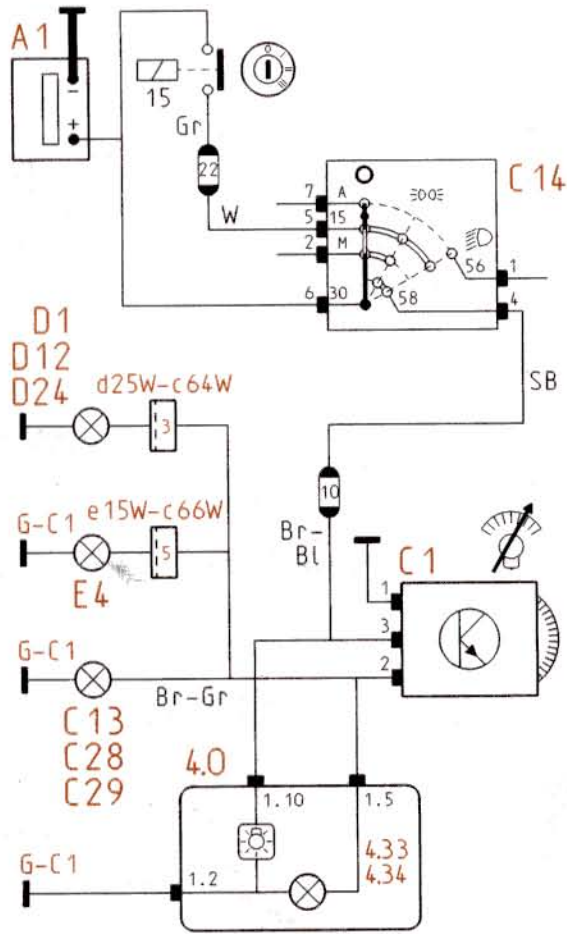 A1
15
Gr
22
W
C14
7 A
5 15
2 M
6 30
56
58
1
4
SB
D1
D12
D24
d25W-c64W
3
10
Br-
Bl
G-C1
e15W-c66W
5
E4
C1
1
3
2
G-C1
Br-Gr
C13
C28
C29
4.0
1.10
1.5
4.33
4.34
G-C1
1.2